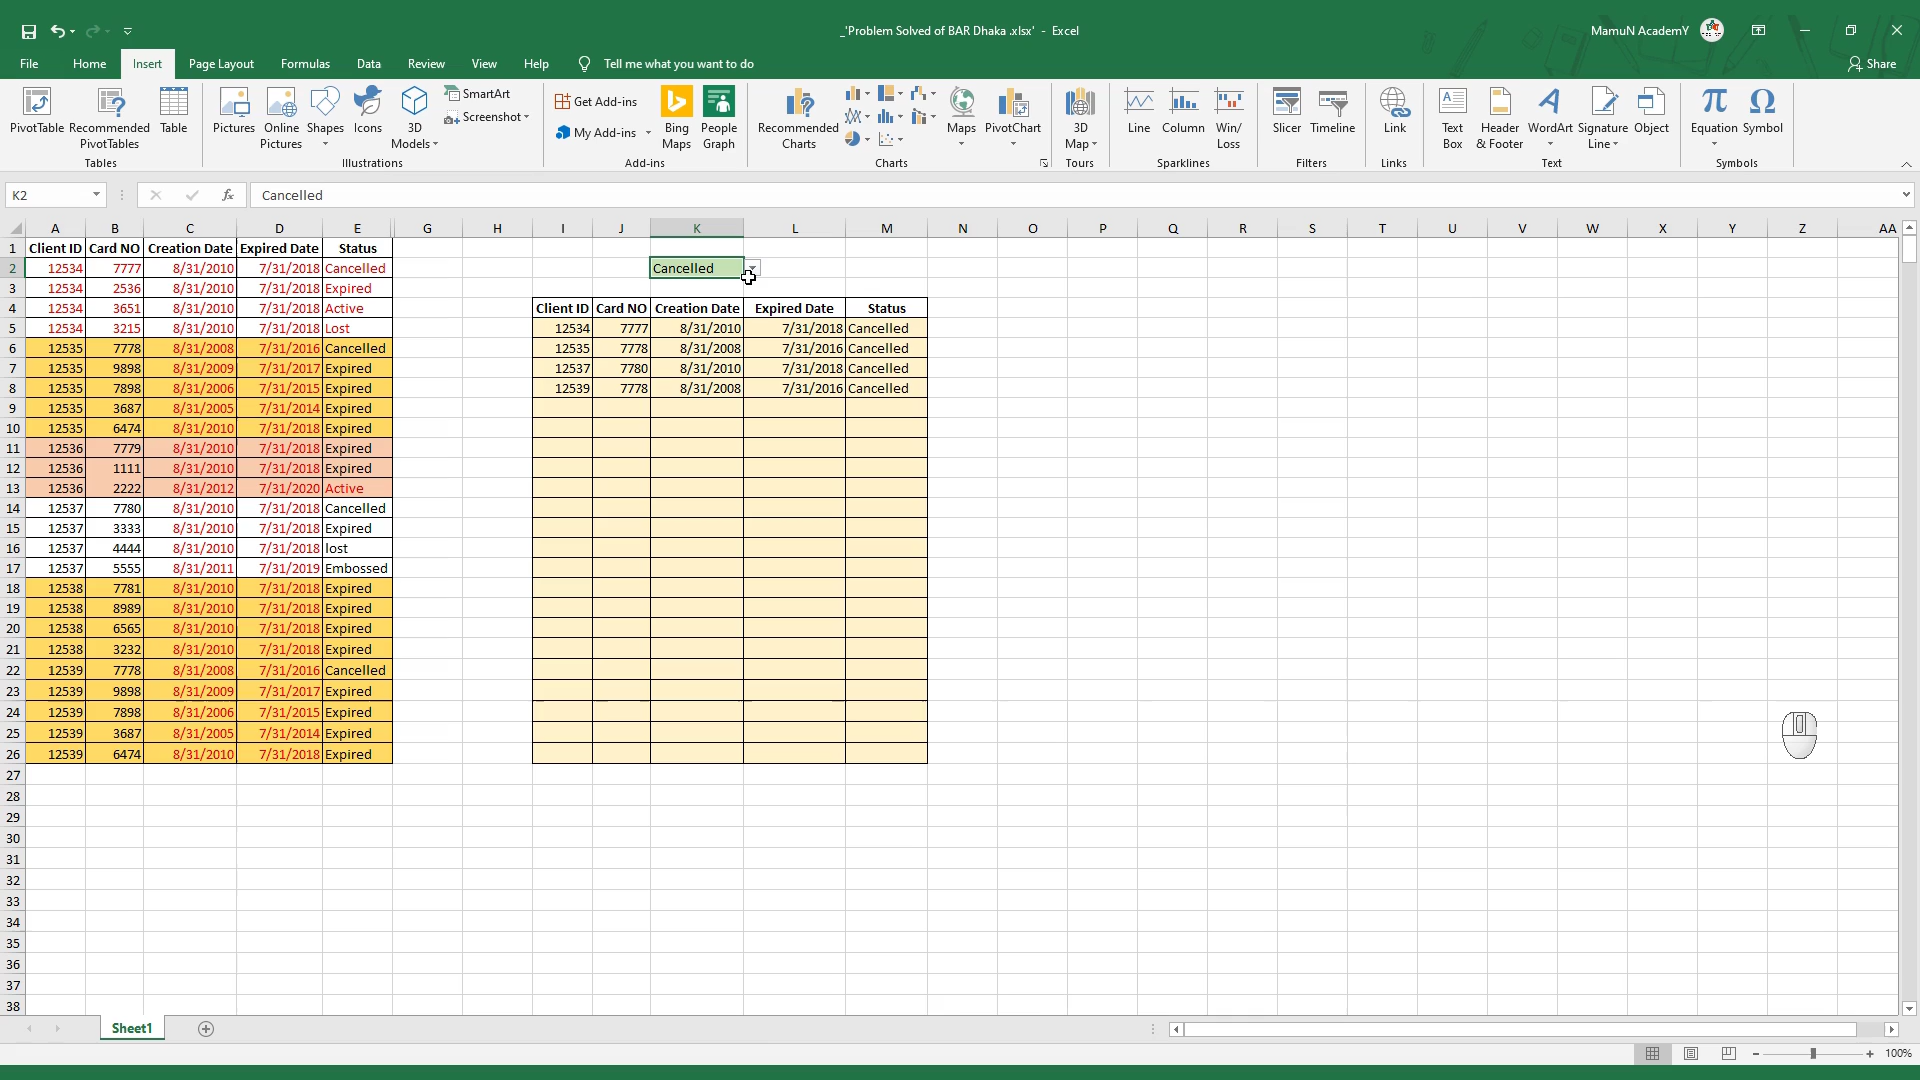 _'Problem Solved of BAR Dhaka .xlsx' - Excel
MamuN AcademY
File Home Insert Page Layout Formulas Data Review View Help Tell me what you want to do Share
PivotTable Recommended PivotTables Table Pictures Online Pictures Shapes Icons 3D Models SmartArt Screenshot Get Add-ins My Add-ins Bing Maps People Graph Recommended Charts Maps PivotChart 3D Map Line Column Win/ Loss Slicer Timeline Link Text Box Header & Footer WordArt Signature Line Object Equation Symbol
Tables Illustrations Add-ins Charts Tours Sparklines Filters Links Text Symbols
K2 fx Cancelled
A B C D E G H I J K L M N O P Q R S T U V W X Y Z AA
1 Client ID Card NO Creation Date Expired Date Status
2 12534 7777 8/31/2010 7/31/2018 Cancelled Cancelled
3 12534 2536 8/31/2010 7/31/2018 Expired
4 12534 3651 8/31/2010 7/31/2018 Active Client ID Card NO Creation Date Expired Date Status
5 12534 3215 8/31/2010 7/31/2018 Lost 12534 7777 8/31/2010 7/31/2018 Cancelled
6 12535 7778 8/31/2008 7/31/2016 Cancelled 12535 7778 8/31/2008 7/31/2016 Cancelled
7 12535 9898 8/31/2009 7/31/2017 Expired 12537 7780 8/31/2010 7/31/2018 Cancelled
8 12535 7898 8/31/2006 7/31/2015 Expired 12539 7778 8/31/2008 7/31/2016 Cancelled
9 12535 3687 8/31/2005 7/31/2014 Expired
10 12535 6474 8/31/2010 7/31/2018 Expired
11 12536 7779 8/31/2010 7/31/2018 Expired
12 12536 1111 8/31/2010 7/31/2018 Expired
13 12536 2222 8/31/2012 7/31/2020 Active
14 12537 7780 8/31/2010 7/31/2018 Cancelled
15 12537 3333 8/31/2010 7/31/2018 Expired
16 12537 4444 8/31/2010 7/31/2018 lost
17 12537 5555 8/31/2011 7/31/2019 Embossed
18 12538 7781 8/31/2010 7/31/2018 Expired
19 12538 8989 8/31/2010 7/31/2018 Expired
20 12538 6565 8/31/2010 7/31/2018 Expired
21 12538 3232 8/31/2010 7/31/2018 Expired
22 12539 7778 8/31/2008 7/31/2016 Cancelled
23 12539 9898 8/31/2009 7/31/2017 Expired
24 12539 7898 8/31/2006 7/31/2015 Expired
25 12539 3687 8/31/2005 7/31/2014 Expired
26 12539 6474 8/31/2010 7/31/2018 Expired
27
28
29
30
31
32
33
34
35
36
37
38
Sheet1
100%